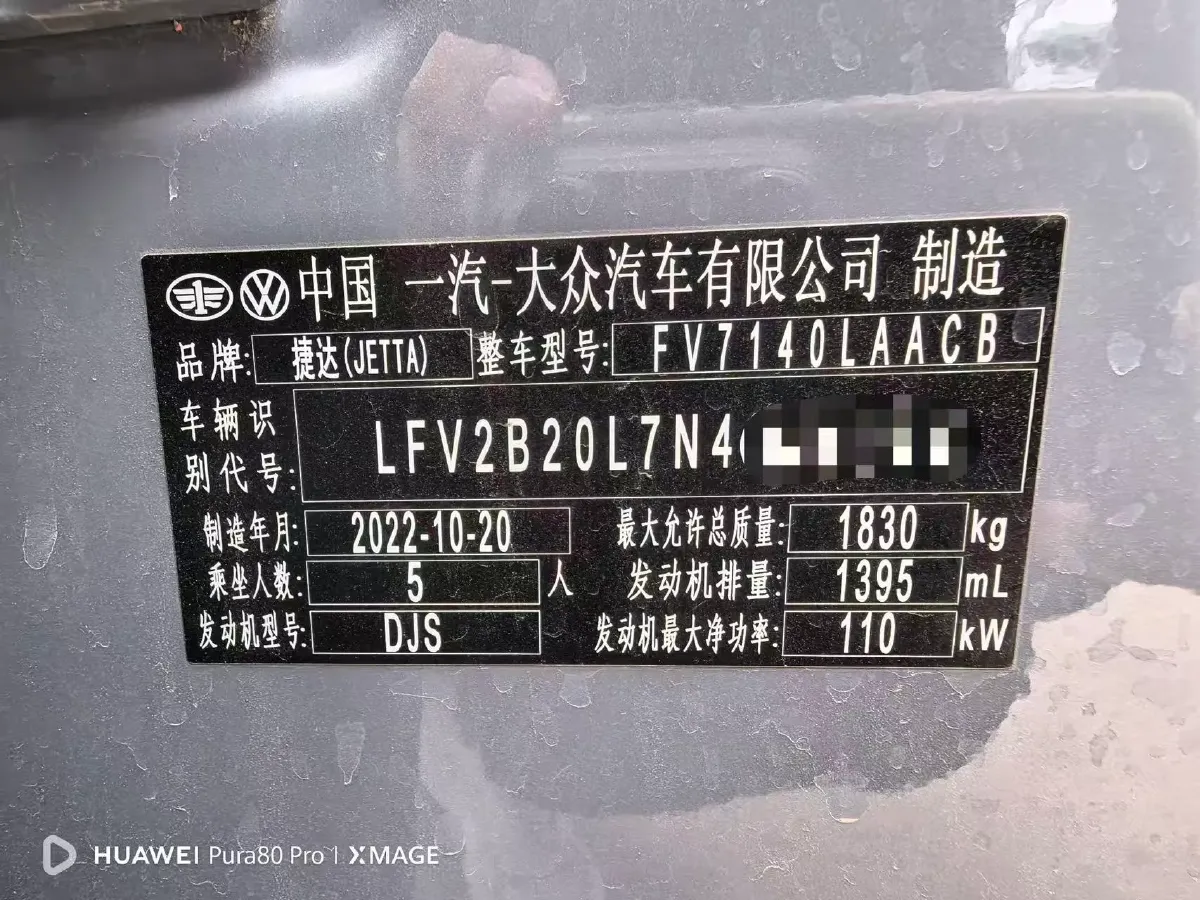 中国 一汽-大众汽车有限公司 制造
品牌: 捷达(JETTA) 整车型号: FV7140LAACB
车辆识别代号: LFV2B20L7N4
制造年月: 2022-10-20 最大允许总质量: 1830 kg
乘坐人数: 5 人 发动机排量: 1395 mL
发动机型号: DJS 发动机最大净功率: 110 kW
HUAWEI Pura80 Pro | XMAGE